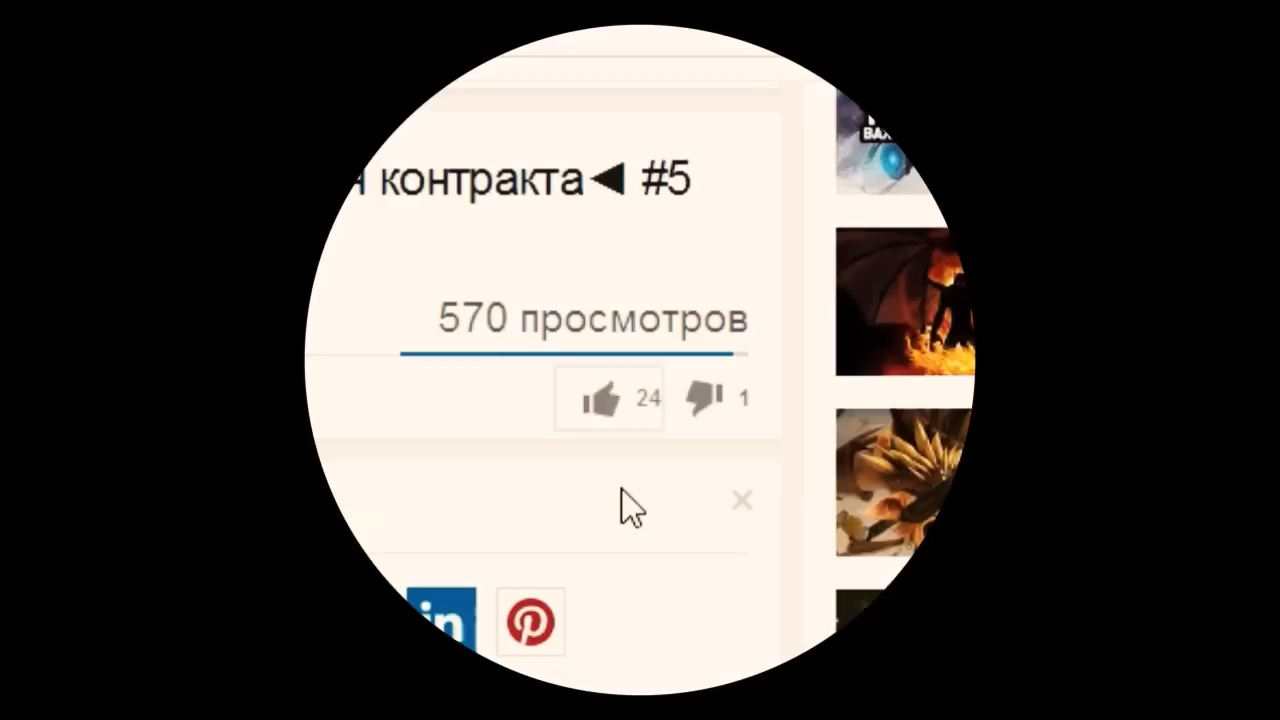 контракта◄ #5
570 просмотров
24 1
in